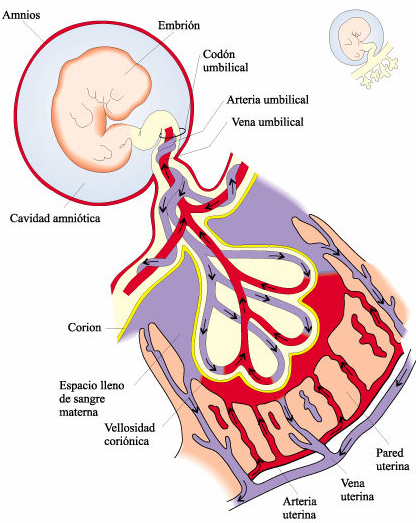 Amnios
Embrión
Codón
umbilical
Arteria umbilical
Vena umbilical
Cavidad amniótica
Corion
Espacio lleno
de sangre
materna
Vellosidad
coriónica
Pared
uterina
Vena
uterina
Arteria
uterina